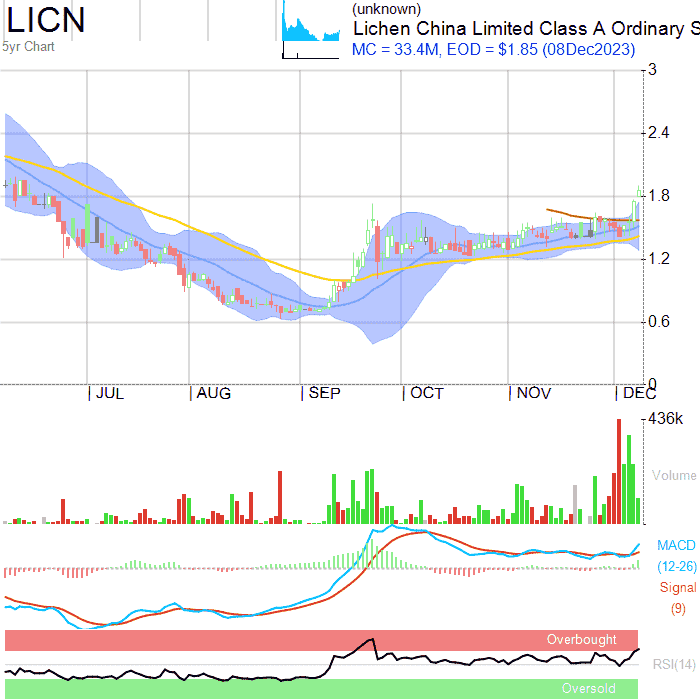 LICN
5yr Chart
(unknown)
Lichen China Limited Class A Ordinary S
MC = 33.4M, EOD = $1.85 (08Dec2023)
3
2.4
1.8
1.2
0.6
0
JUL AUG SEP OCT NOV DEC
436k
Volume
MACD
(12-26)
Signal
(9)
Overbought
RSI(14)
Oversold